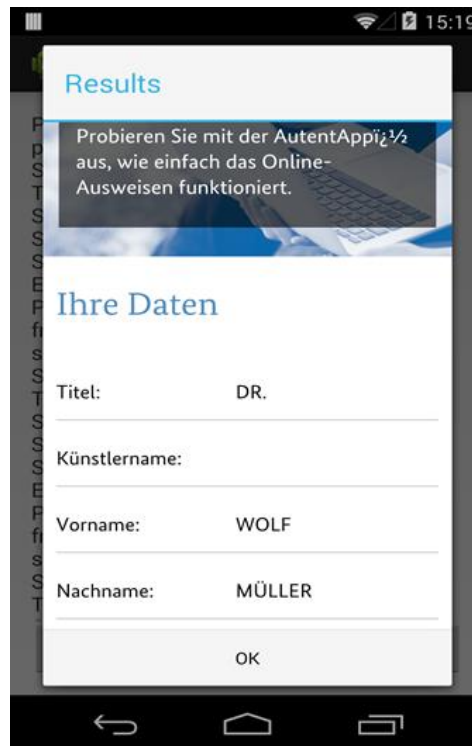 15:19
Results
Probieren Sie mit der AutentAppï¿½
aus, wie einfach das Online-
Ausweisen funktioniert.
Ihre Daten
Titel: DR.
Künstlername:
Vorname: WOLF
Nachname: MÜLLER
OK